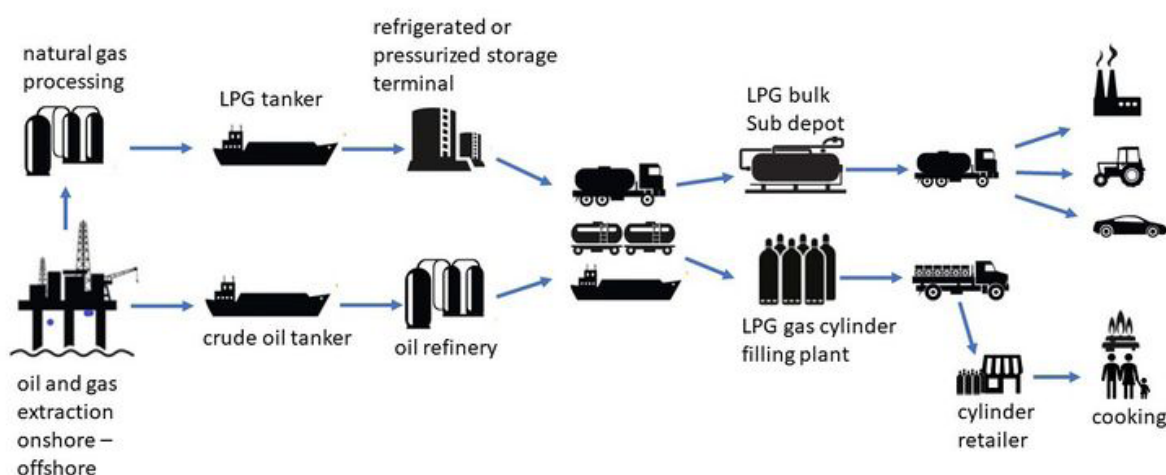 natural gas
processing
LPG tanker
refrigerated or
pressurized storage
terminal
LPG bulk
Sub depot
oil and gas
extraction
onshore –
offshore
crude oil tanker
oil refinery
LPG gas cylinder
filling plant
cylinder
retailer
cooking